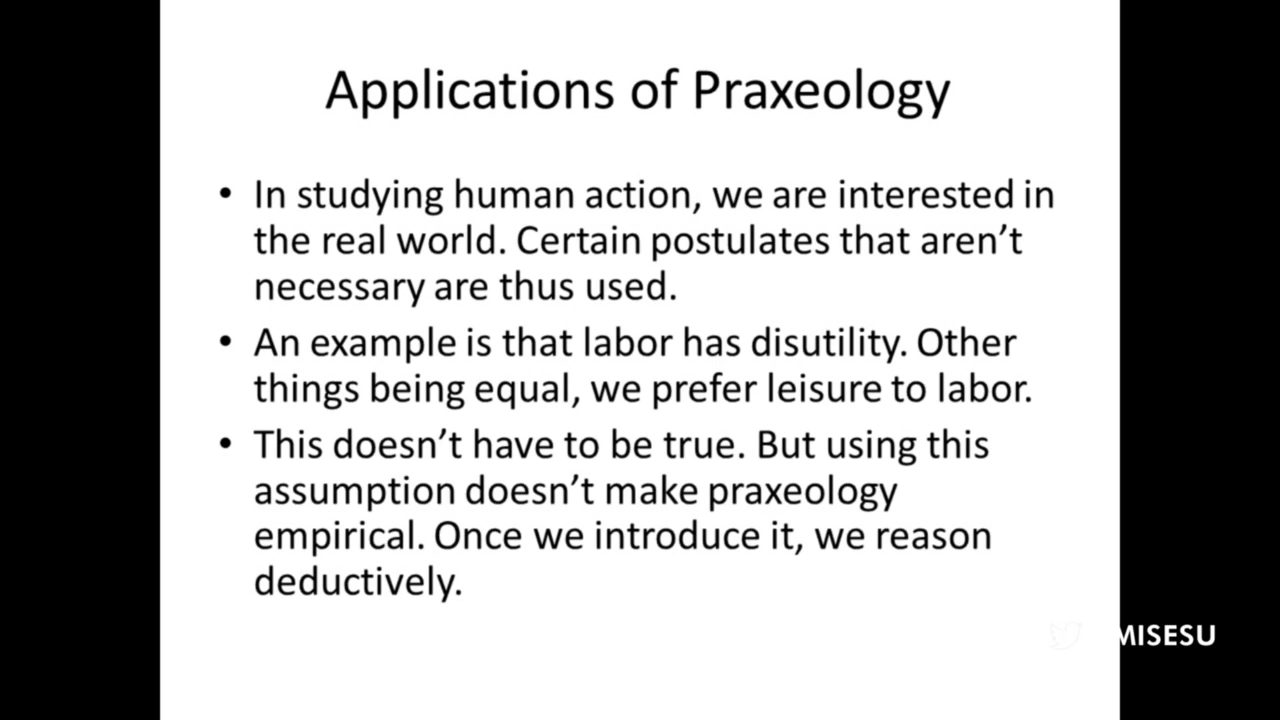 Applications of Praxeology
• In studying human action, we are interested in
the real world. Certain postulates that aren’t
necessary are thus used.
• An example is that labor has disutility. Other
things being equal, we prefer leisure to labor.
• This doesn’t have to be true. But using this
assumption doesn’t make praxeology
empirical. Once we introduce it, we reason
deductively.
MISESU